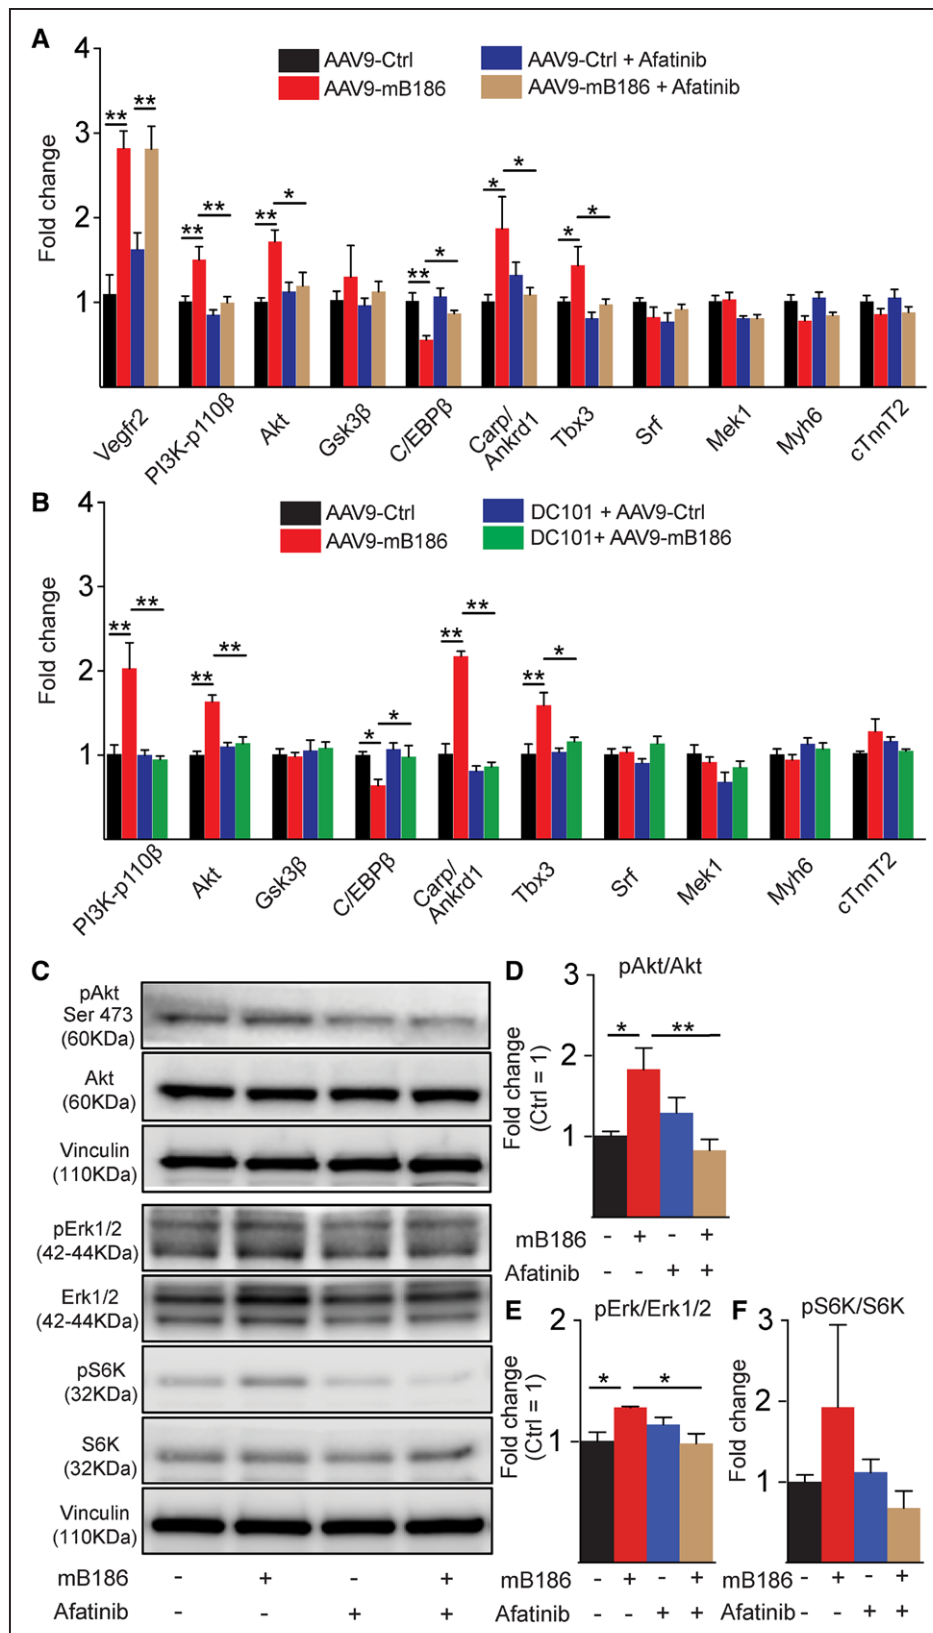 A
AAV9-Ctrl
AAV9-mB186
AAV9-Ctrl + Afatinib
AAV9-mB186 + Afatinib
Fold change
4
3
2
1
** ** ** ** ** * ** * * * * *
Vegfr2
PI3K-p110β
Akt
Gsk3β
C/EBPβ
Carp/
Ankrd1
Tbx3
Srf
Mek1
Myh6
cTnnT2
B
AAV9-Ctrl
AAV9-mB186
DC101 + AAV9-Ctrl
DC101+ AAV9-mB186
Fold change
4
3
2
1
** ** ** ** * * ** ** ** *
PI3K-p110β
Akt
Gsk3β
C/EBPβ
Carp/
Ankrd1
Tbx3
Srf
Mek1
Myh6
cTnnT2
C
pAkt
Ser 473
(60KDa)
Akt
(60KDa)
Vinculin
(110KDa)
pErk1/2
(42-44KDa)
Erk1/2
(42-44KDa)
pS6K
(32KDa)
S6K
(32KDa)
Vinculin
(110KDa)
mB186 - + - +
Afatinib - - + +
D
pAkt/Akt
Fold change
(Ctrl = 1)
3
2
1
* **
mB186 - + - +
Afatinib - - + +
E
pErk/Erk1/2
Fold change
(Ctrl = 1)
2
1
* *
mB186 - + - +
Afatinib - - + +
F
pS6K/S6K
Fold change
3
2
1
mB186 - + - +
Afatinib - - + +